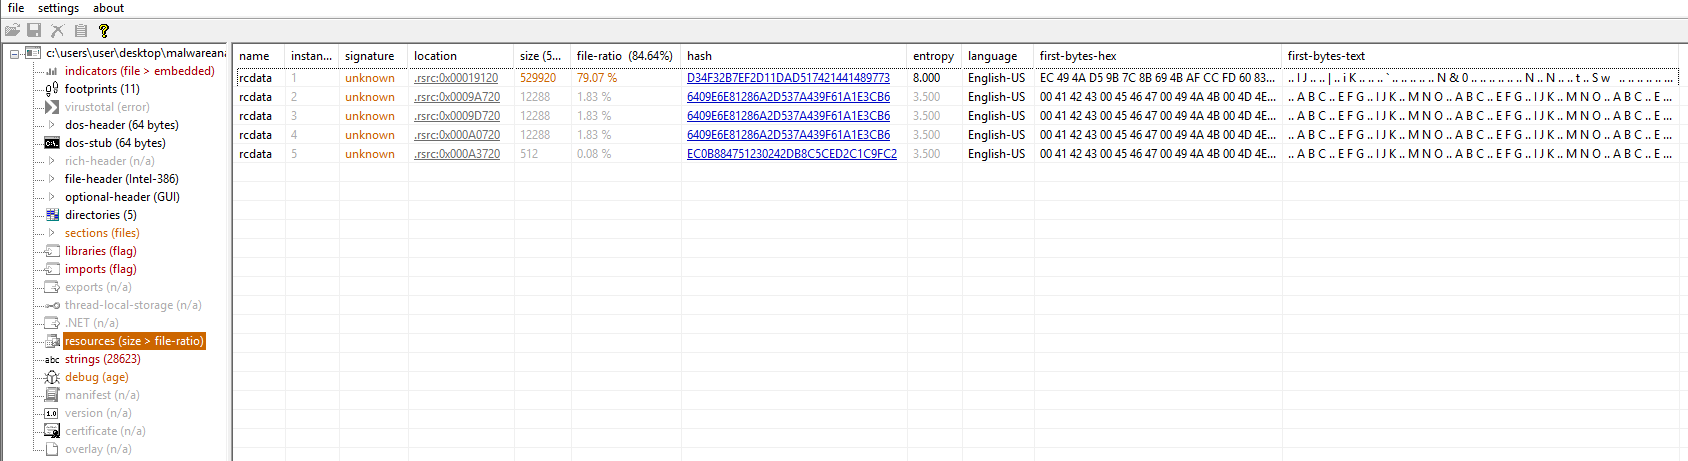 file settings about
c:\users\user\desktop\malwarean
indicators (file > embedded)
footprints (11)
virustotal (error)
dos-header (64 bytes)
dos-stub (64 bytes)
rich-header (n/a)
file-header (Intel-386)
optional-header (GUI)
directories (5)
sections (files)
libraries (flag)
imports (flag)
exports (n/a)
thread-local-storage (n/a)
.NET (n/a)
resources (size > file-ratio)
abc strings (28623)
debug (age)
manifest (n/a)
1.0 version (n/a)
certificate (n/a)
overlay (n/a)
name instan... signature location size (5... file-ratio (84.64%) hash entropy language first-bytes-hex first-bytes-text
rcdata 1 unknown .rsrc:0x00019120 529920 79.07 % D34F32B7EF2D11DAD517421441489773 8.000 English-US EC 49 4A D5 9B 7C 8B 69 4B AF CC FD 60 83... .. I J .. .. | .. i K .. .. .. ` .. .. .. .. .. .. N & 0 .. .. .. .. .. .. N .. N .. .. t .. S w .. .. .. .. .. .. ...
rcdata 2 unknown .rsrc:0x0009A720 12288 1.83 % 6409E6E81286A2D537A439F61A1E3CB6 3.500 English-US 00 41 42 43 00 45 46 47 00 49 4A 4B 00 4D 4E... .. A B C .. E F G .. I J K .. M N O .. A B C .. E F G .. I J K .. M N O .. A B C .. E ...
rcdata 3 unknown .rsrc:0x0009D720 12288 1.83 % 6409E6E81286A2D537A439F61A1E3CB6 3.500 English-US 00 41 42 43 00 45 46 47 00 49 4A 4B 00 4D 4E... .. A B C .. E F G .. I J K .. M N O .. A B C .. E F G .. I J K .. M N O .. A B C .. E ...
rcdata 4 unknown .rsrc:0x000A0720 12288 1.83 % 6409E6E81286A2D537A439F61A1E3CB6 3.500 English-US 00 41 42 43 00 45 46 47 00 49 4A 4B 00 4D 4E... .. A B C .. E F G .. I J K .. M N O .. A B C .. E F G .. I J K .. M N O .. A B C .. E ...
rcdata 5 unknown .rsrc:0x000A3720 512 0.08 % EC0B884751230242DB8C5CED2C1C9FC2 3.500 English-US 00 41 42 43 00 45 46 47 00 49 4A 4B 00 4D 4E... .. A B C .. E F G .. I J K .. M N O .. A B C .. E F G .. I J K .. M N O .. A B C .. E ...